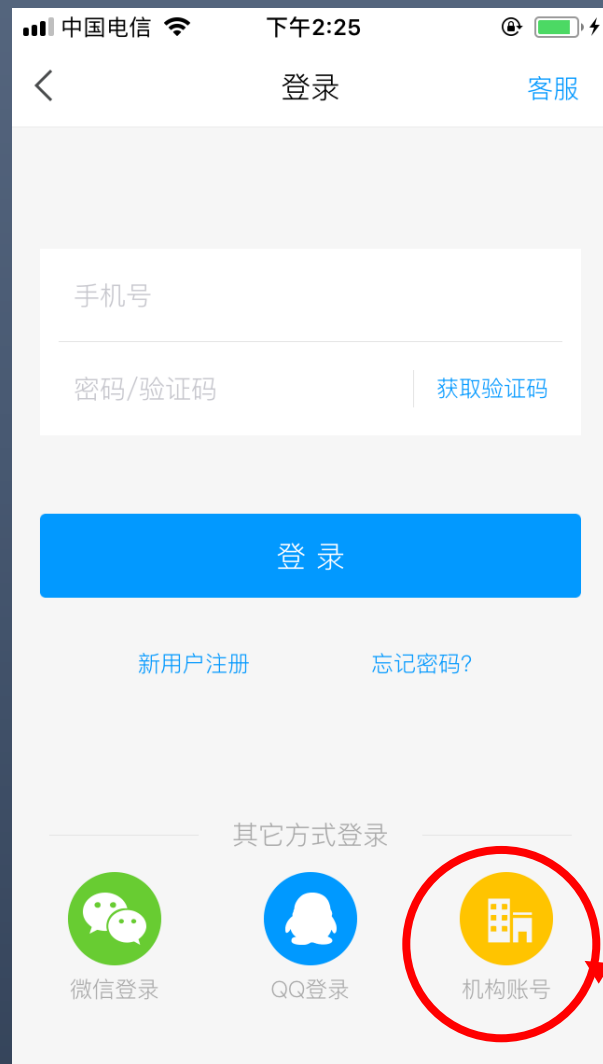 中国电信 下午2:25
登录 客服
手机号
密码/验证码 获取验证码
登 录
新用户注册 忘记密码?
其它方式登录
微信登录 QQ登录 机构账号